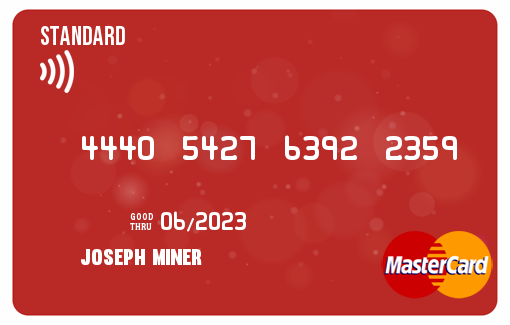 STANDARD
4440 5427 6392 2359
GOOD THRU 06/2023
JOSEPH MINER
MasterCard